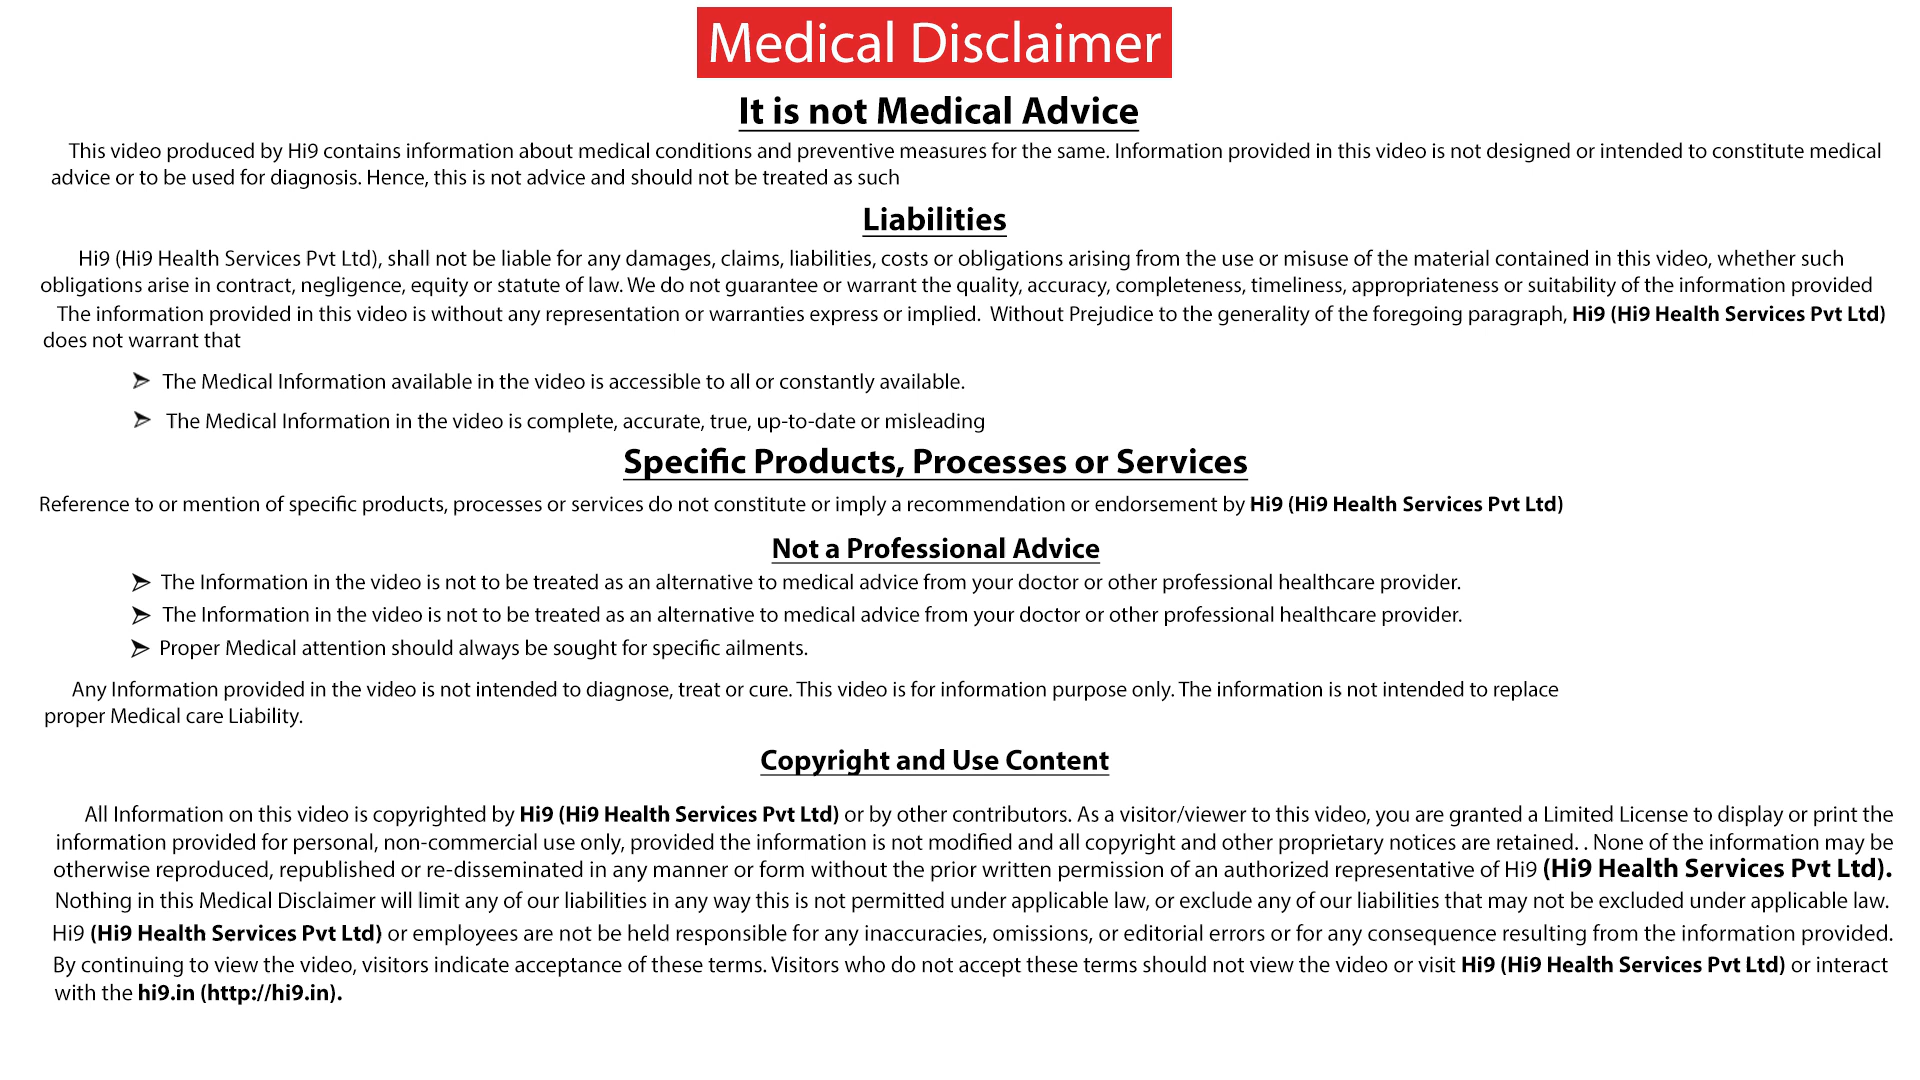 Medical Disclaimer
It is not Medical Advice
This video produced by Hi9 contains information about medical conditions and preventive measures for the same. Information provided in this video is not designed or intended to constitute medical
advice or to be used for diagnosis. Hence, this is not advice and should not be treated as such
Liabilities
Hi9 (Hi9 Health Services Pvt Ltd), shall not be liable for any damages, claims, liabilities, costs or obligations arising from the use or misuse of the material contained in this video, whether such
obligations arise in contract, negligence, equity or statute of law. We do not guarantee or warrant the quality, accuracy, completeness, timeliness, appropriateness or suitability of the information provided
The information provided in this video is without any representation or warranties express or implied. Without Prejudice to the generality of the foregoing paragraph, Hi9 (Hi9 Health Services Pvt Ltd)
does not warrant that
➢ The Medical Information available in the video is accessible to all or constantly available.
➢ The Medical Information in the video is complete, accurate, true, up-to-date or misleading
Specific Products, Processes or Services
Reference to or mention of specific products, processes or services do not constitute or imply a recommendation or endorsement by Hi9 (Hi9 Health Services Pvt Ltd)
Not a Professional Advice
➢ The Information in the video is not to be treated as an alternative to medical advice from your doctor or other professional healthcare provider.
➢ The Information in the video is not to be treated as an alternative to medical advice from your doctor or other professional healthcare provider.
➢ Proper Medical attention should always be sought for specific ailments.
Any Information provided in the video is not intended to diagnose, treat or cure. This video is for information purpose only. The information is not intended to replace
proper Medical care Liability.
Copyright and Use Content
All Information on this video is copyrighted by Hi9 (Hi9 Health Services Pvt Ltd) or by other contributors. As a visitor/viewer to this video, you are granted a Limited License to display or print the
information provided for personal, non-commercial use only, provided the information is not modified and all copyright and other proprietary notices are retained. . None of the information may be
otherwise reproduced, republished or re-disseminated in any manner or form without the prior written permission of an authorized representative of Hi9 (Hi9 Health Services Pvt Ltd).
Nothing in this Medical Disclaimer will limit any of our liabilities in any way this is not permitted under applicable law, or exclude any of our liabilities that may not be excluded under applicable law.
Hi9 (Hi9 Health Services Pvt Ltd) or employees are not be held responsible for any inaccuracies, omissions, or editorial errors or for any consequence resulting from the information provided.
By continuing to view the video, visitors indicate acceptance of these terms. Visitors who do not accept these terms should not view the video or visit Hi9 (Hi9 Health Services Pvt Ltd) or interact
with the hi9.in (http://hi9.in).